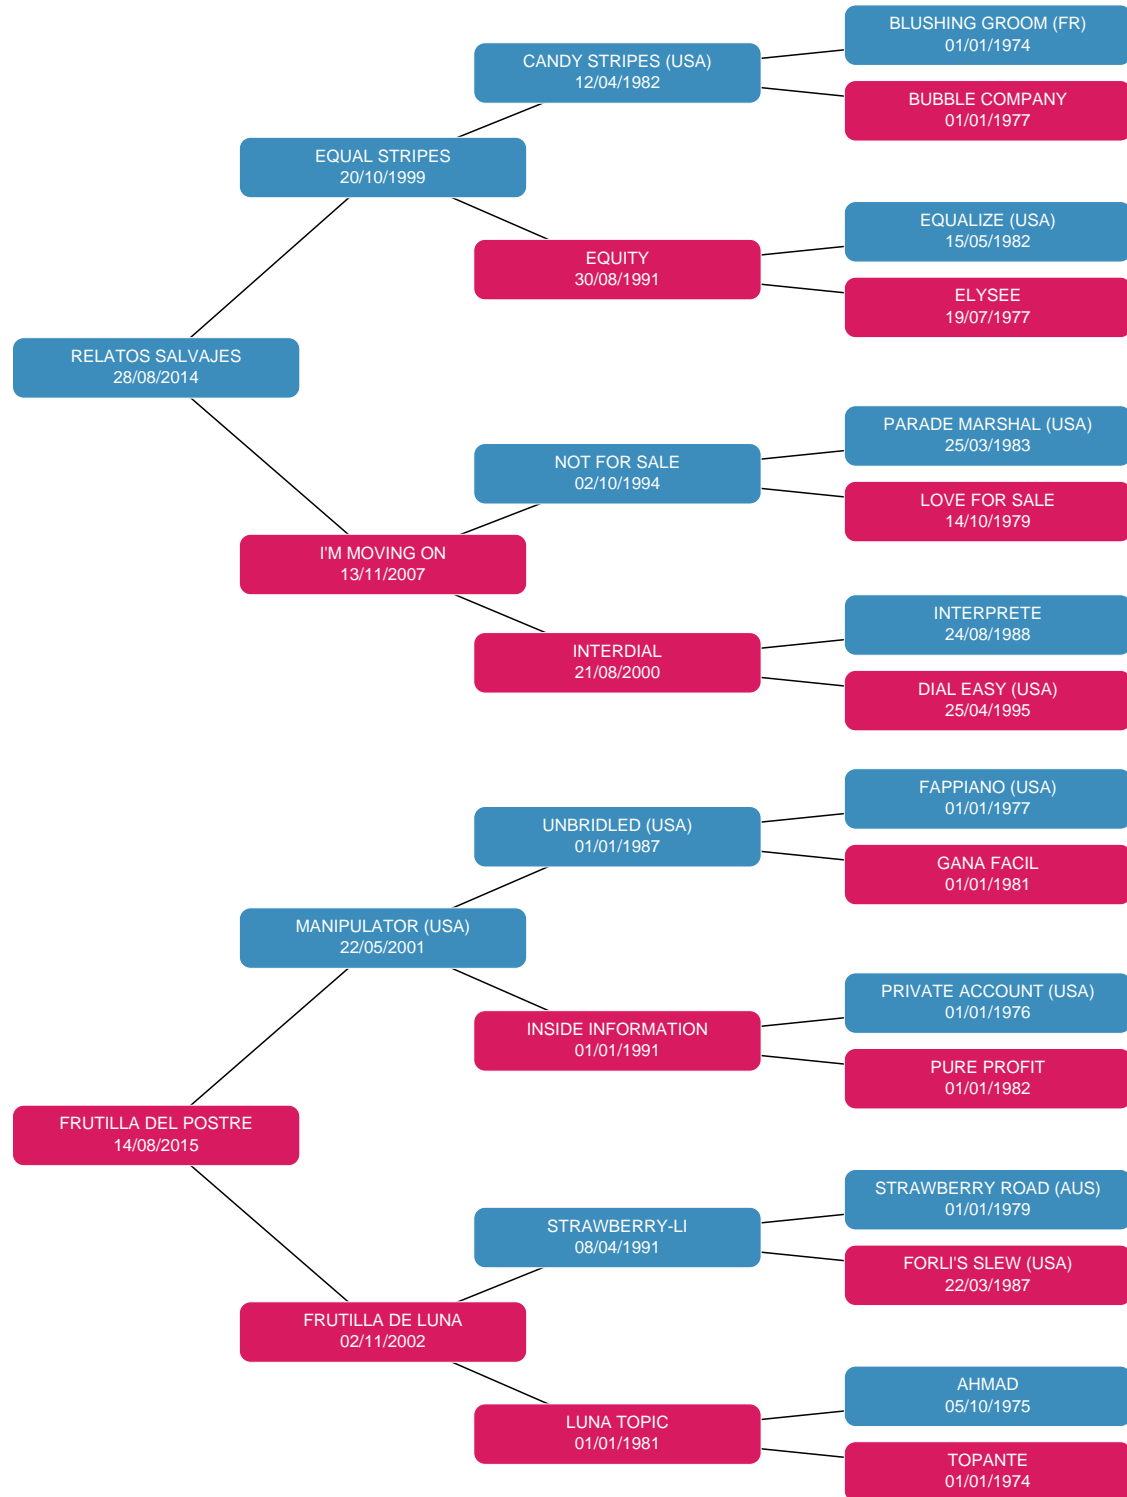 BLUSHING GROOM (FR)
01/01/1974
CANDY STRIPES (USA)
12/04/1982
BUBBLE COMPANY
01/01/1977
EQUAL STRIPES
20/10/1999
EQUALIZE (USA)
15/05/1982
EQUITY
30/08/1991
ELYSEE
19/07/1977
RELATOS SALVAJES
28/08/2014
PARADE MARSHAL (USA)
25/03/1983
NOT FOR SALE
02/10/1994
LOVE FOR SALE
14/10/1979
I'M MOVING ON
13/11/2007
INTERPRETE
24/08/1988
INTERDIAL
21/08/2000
DIAL EASY (USA)
25/04/1995
FAPPIANO (USA)
01/01/1977
UNBRIDLED (USA)
01/01/1987
GANA FACIL
01/01/1981
MANIPULATOR (USA)
22/05/2001
PRIVATE ACCOUNT (USA)
01/01/1976
INSIDE INFORMATION
01/01/1991
PURE PROFIT
01/01/1982
FRUTILLA DEL POSTRE
14/08/2015
STRAWBERRY ROAD (AUS)
01/01/1979
STRAWBERRY-LI
08/04/1991
FORLI'S SLEW (USA)
22/03/1987
FRUTILLA DE LUNA
02/11/2002
AHMAD
05/10/1975
LUNA TOPIC
01/01/1981
TOPANTE
01/01/1974